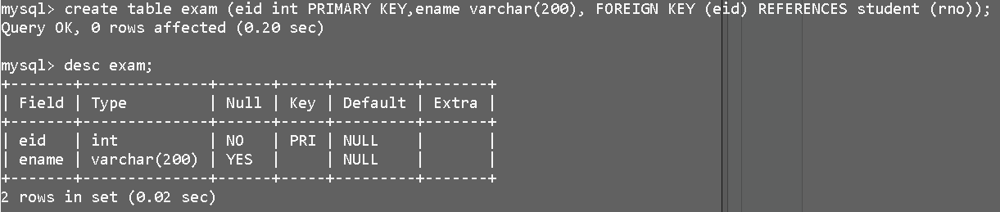 mysql> create table exam (eid int PRIMARY KEY,ename varchar(200), FOREIGN KEY (eid) REFERENCES student (rno));
Query OK, 0 rows affected (0.20 sec)
mysql> desc exam;
+-------+--------------+------+-----+---------+-------+
| Field | Type         | Null | Key | Default | Extra |
+-------+--------------+------+-----+---------+-------+
| eid   | int          | NO   | PRI | NULL    |       |
| ename | varchar(200) | YES  |     | NULL    |       |
+-------+--------------+------+-----+---------+-------+
2 rows in set (0.02 sec)